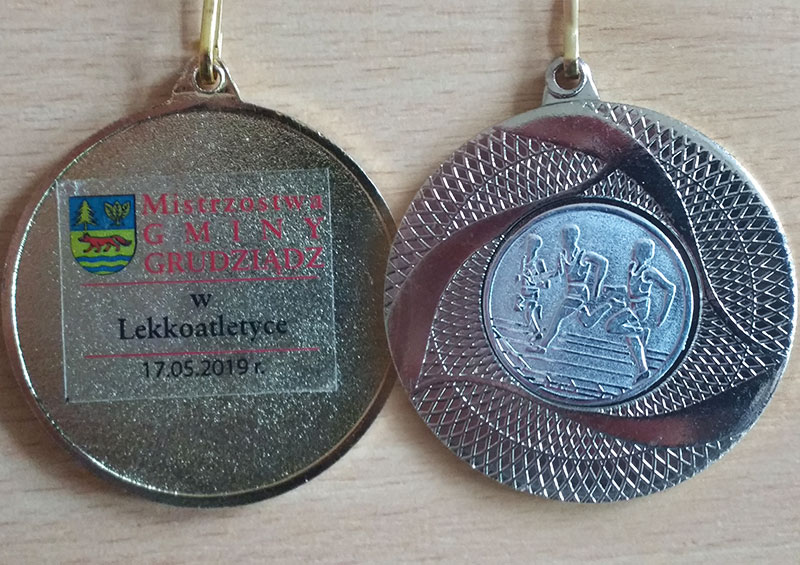 Mistrzostwa
GMINY
GRUDZIĄDZ
w
Lekkoatletyce
17.05.2019 r.